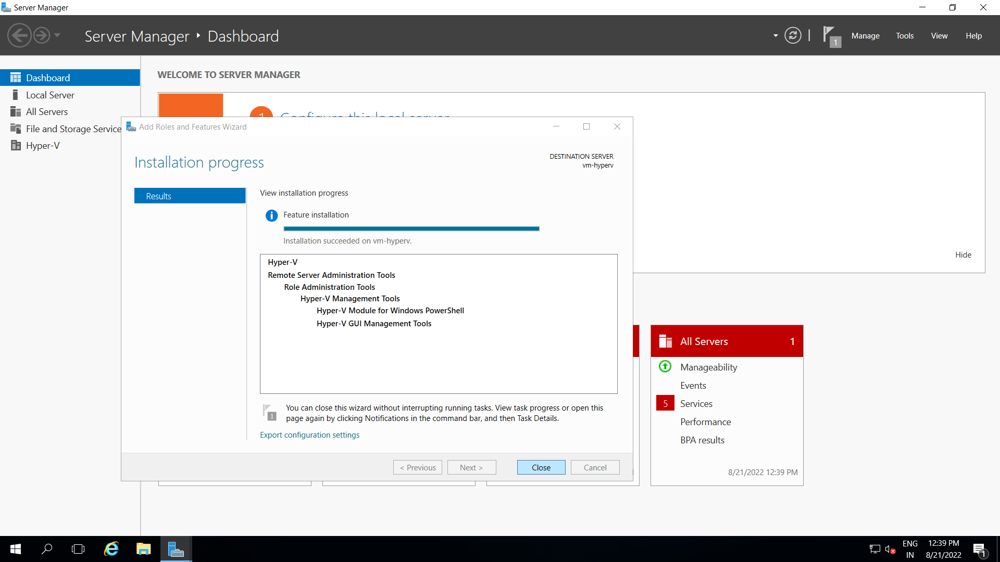 Server Manager
Server Manager ‣ Dashboard
1
Manage
Tools
View
Help
Dashboard
Local Server
All Servers
File and Storage Service
Hyper-V
WELCOME TO SERVER MANAGER
1
Configure this local server
Hide
Add Roles and Features Wizard
Installation progress
DESTINATION SERVER
vm-hyperv
Results
View installation progress
Feature installation
Installation succeeded on vm-hyperv.
Hyper-V
Remote Server Administration Tools
Role Administration Tools
Hyper-V Management Tools
Hyper-V Module for Windows PowerShell
Hyper-V GUI Management Tools
1
You can close this wizard without interrupting running tasks. View task progress or open this
page again by clicking Notifications in the command bar, and then Task Details.
Export configuration settings
< Previous
Next >
Close
Cancel
All Servers
1
Manageability
Events
5
Services
Performance
BPA results
8/21/2022 12:39 PM
ENG
IN
12:39 PM
8/21/2022
1